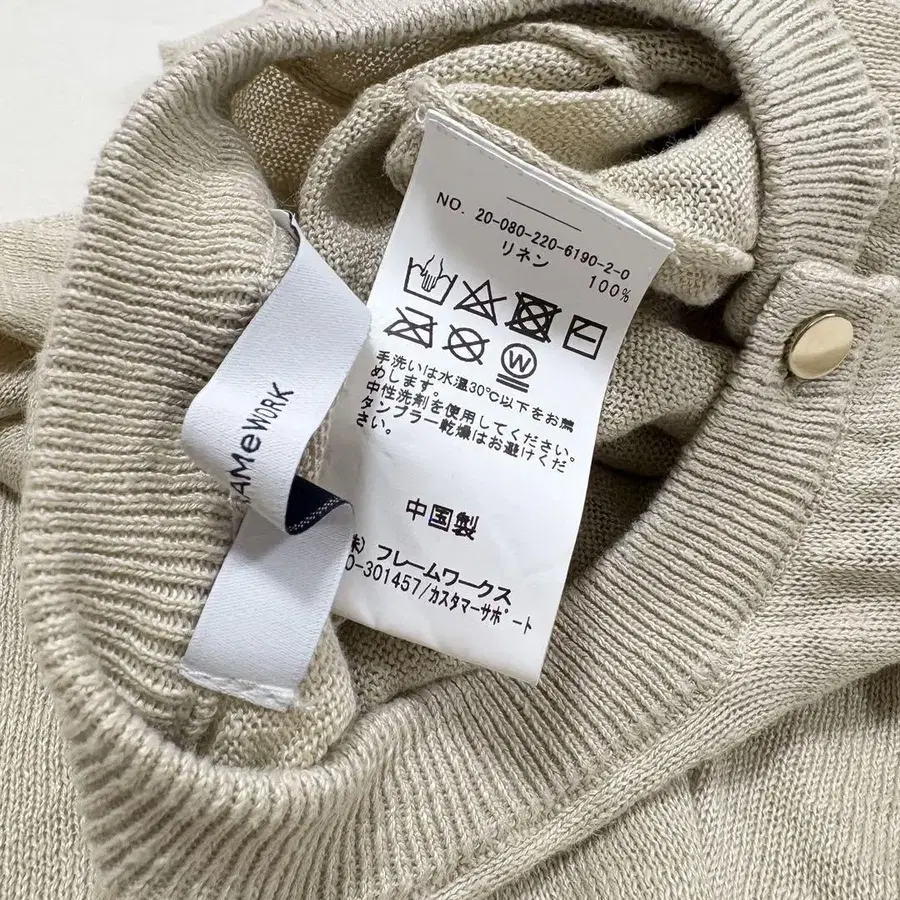 NO. 20-080-220-6190-2-0
リネン 100%
W
手洗いは水温30℃以下をお薦
めします。
中性洗剤を使用してください。
タンブラー乾燥はお避けくだ
さい。
中国製
フレームワークス
0-301457/カスタマーサポート
AMeWORK